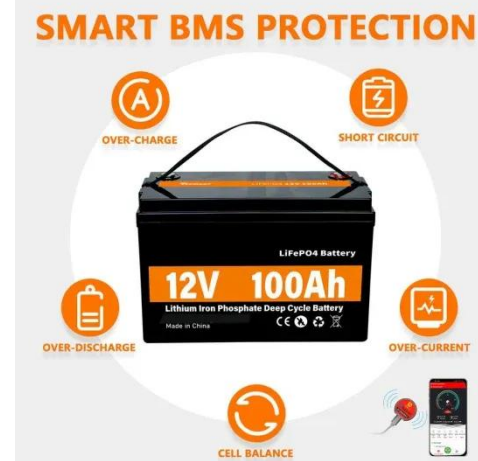 SMART BMS PROTECTION
A
OVER-CHARGE
SHORT CIRCUIT
LiFePO4 Battery
12V 100Ah
Lithium Iron Phosphate Deep Cycle Battery
Made in China
CE
OVER-DISCHARGE
OVER-CURRENT
CELL BALANCE